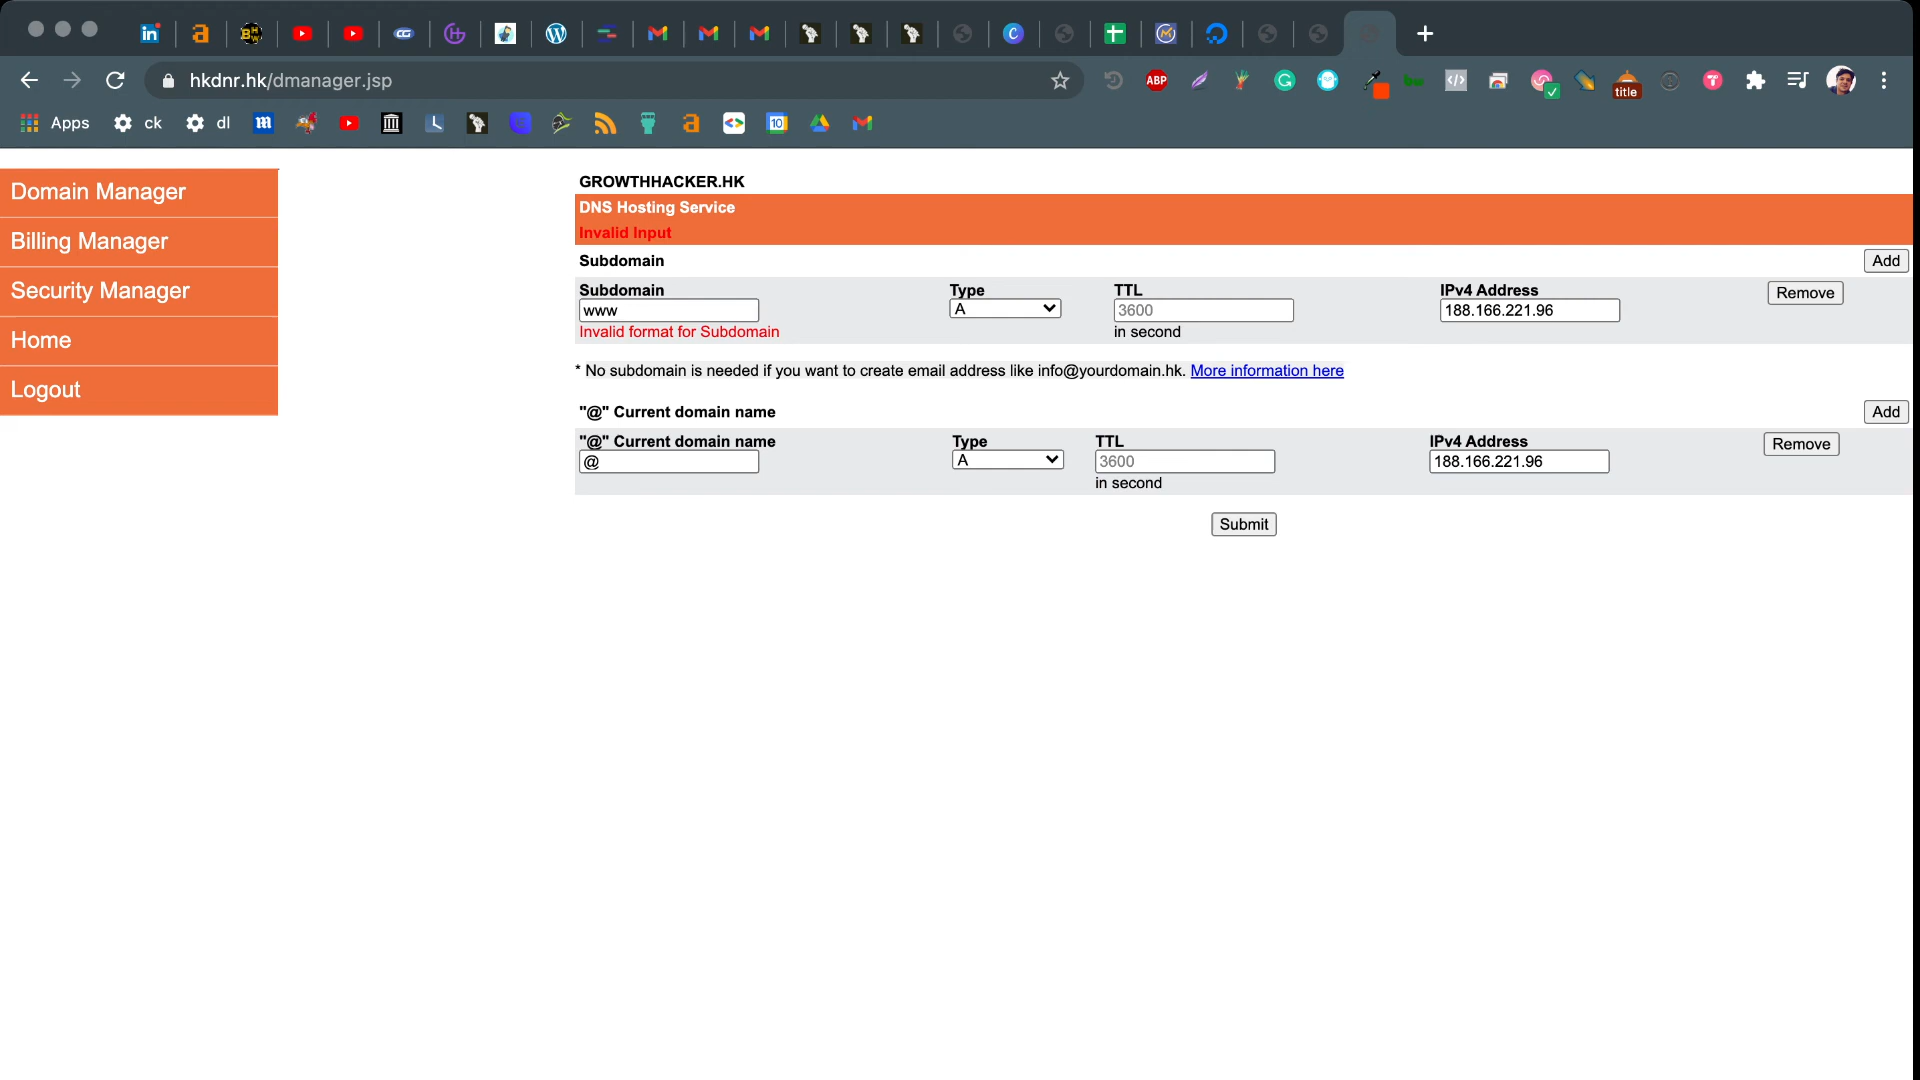 hkdnr.hk/dmanager.jsp
ABP
title
Apps
ck
dl
10
Domain Manager
Billing Manager
Security Manager
Home
Logout
GROWTHHACKER.HK
DNS Hosting Service
Invalid Input
Subdomain Add
Subdomain Type TTL IPv4 Address Remove
www A 3600 188.166.221.96
Invalid format for Subdomain in second
* No subdomain is needed if you want to create email address like info@yourdomain.hk. More information here
"@" Current domain name Add
"@" Current domain name Type TTL IPv4 Address Remove
@ A 3600 188.166.221.96
in second
Submit